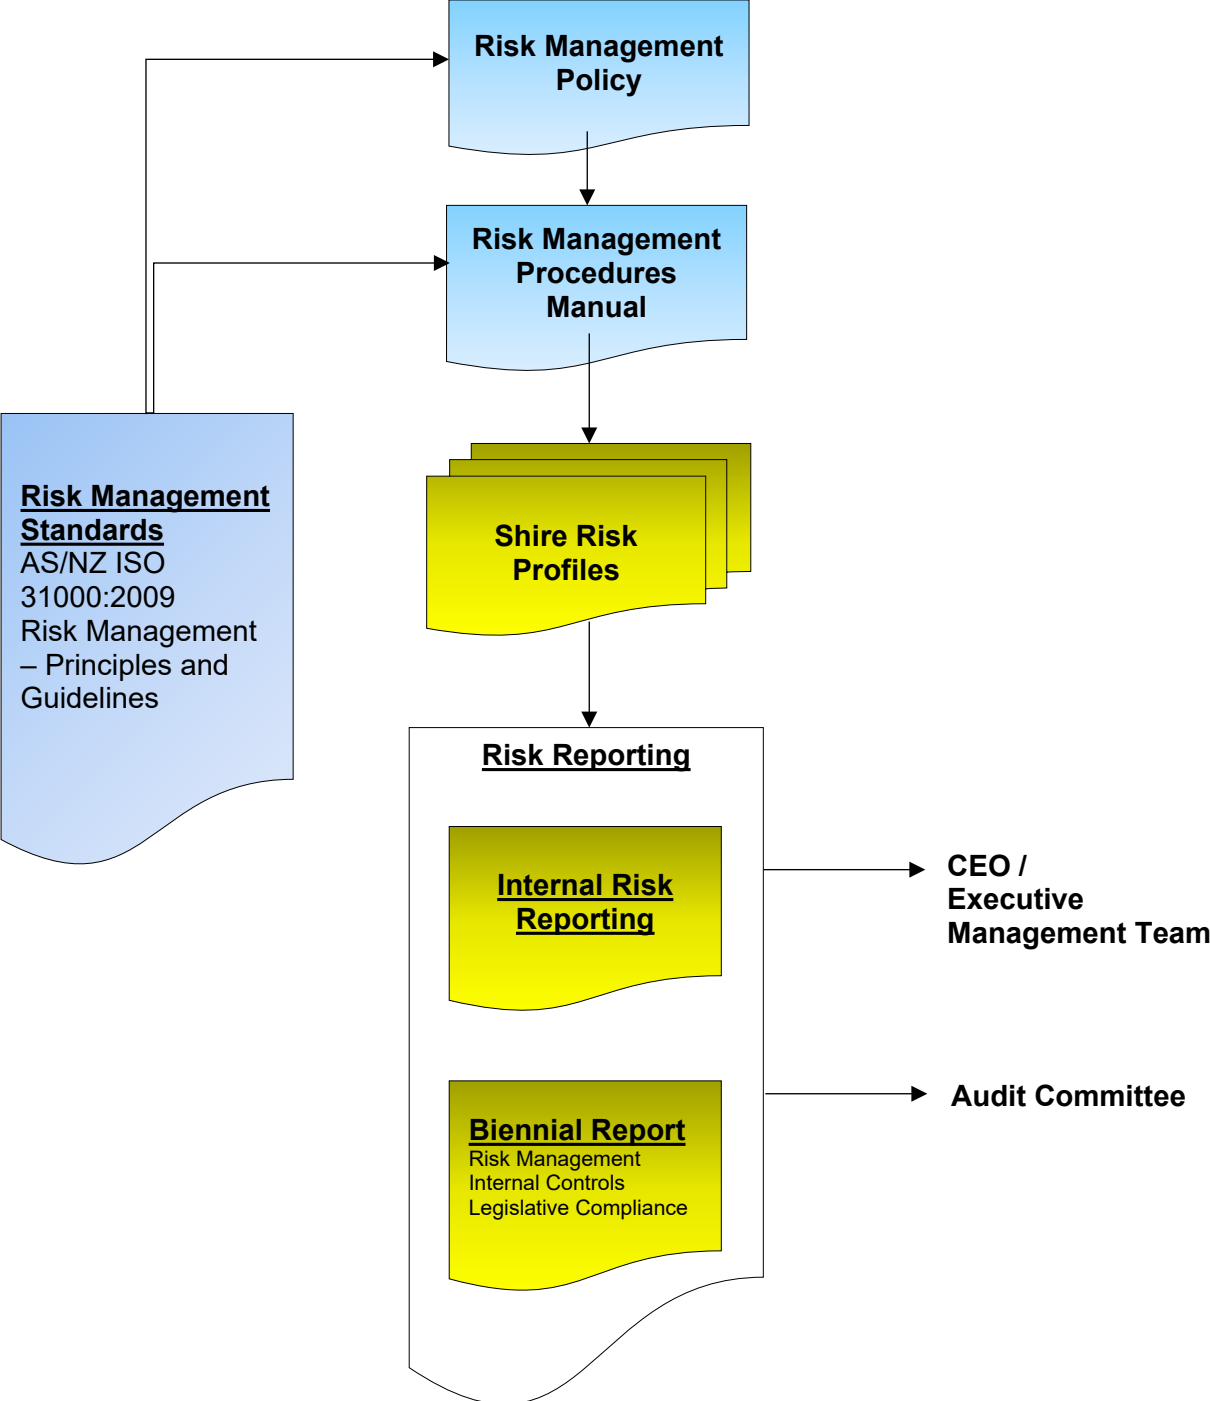 Risk Management
Policy
Risk Management
Procedures
Manual
Risk Management
Standards
AS/NZ ISO
31000:2009
Risk Management
– Principles and
Guidelines
Shire Risk
Profiles
Risk Reporting
Internal Risk
Reporting
CEO /
Executive
Management Team
Biennial Report
Risk Management
Internal Controls
Legislative Compliance
Audit Committee